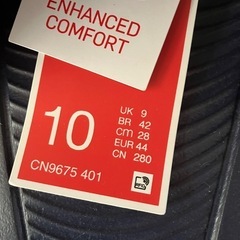 ENHANCED
COMFORT
10
UK 9
BR 42
CM 28
EUR 44
CN 280
CN9675 401